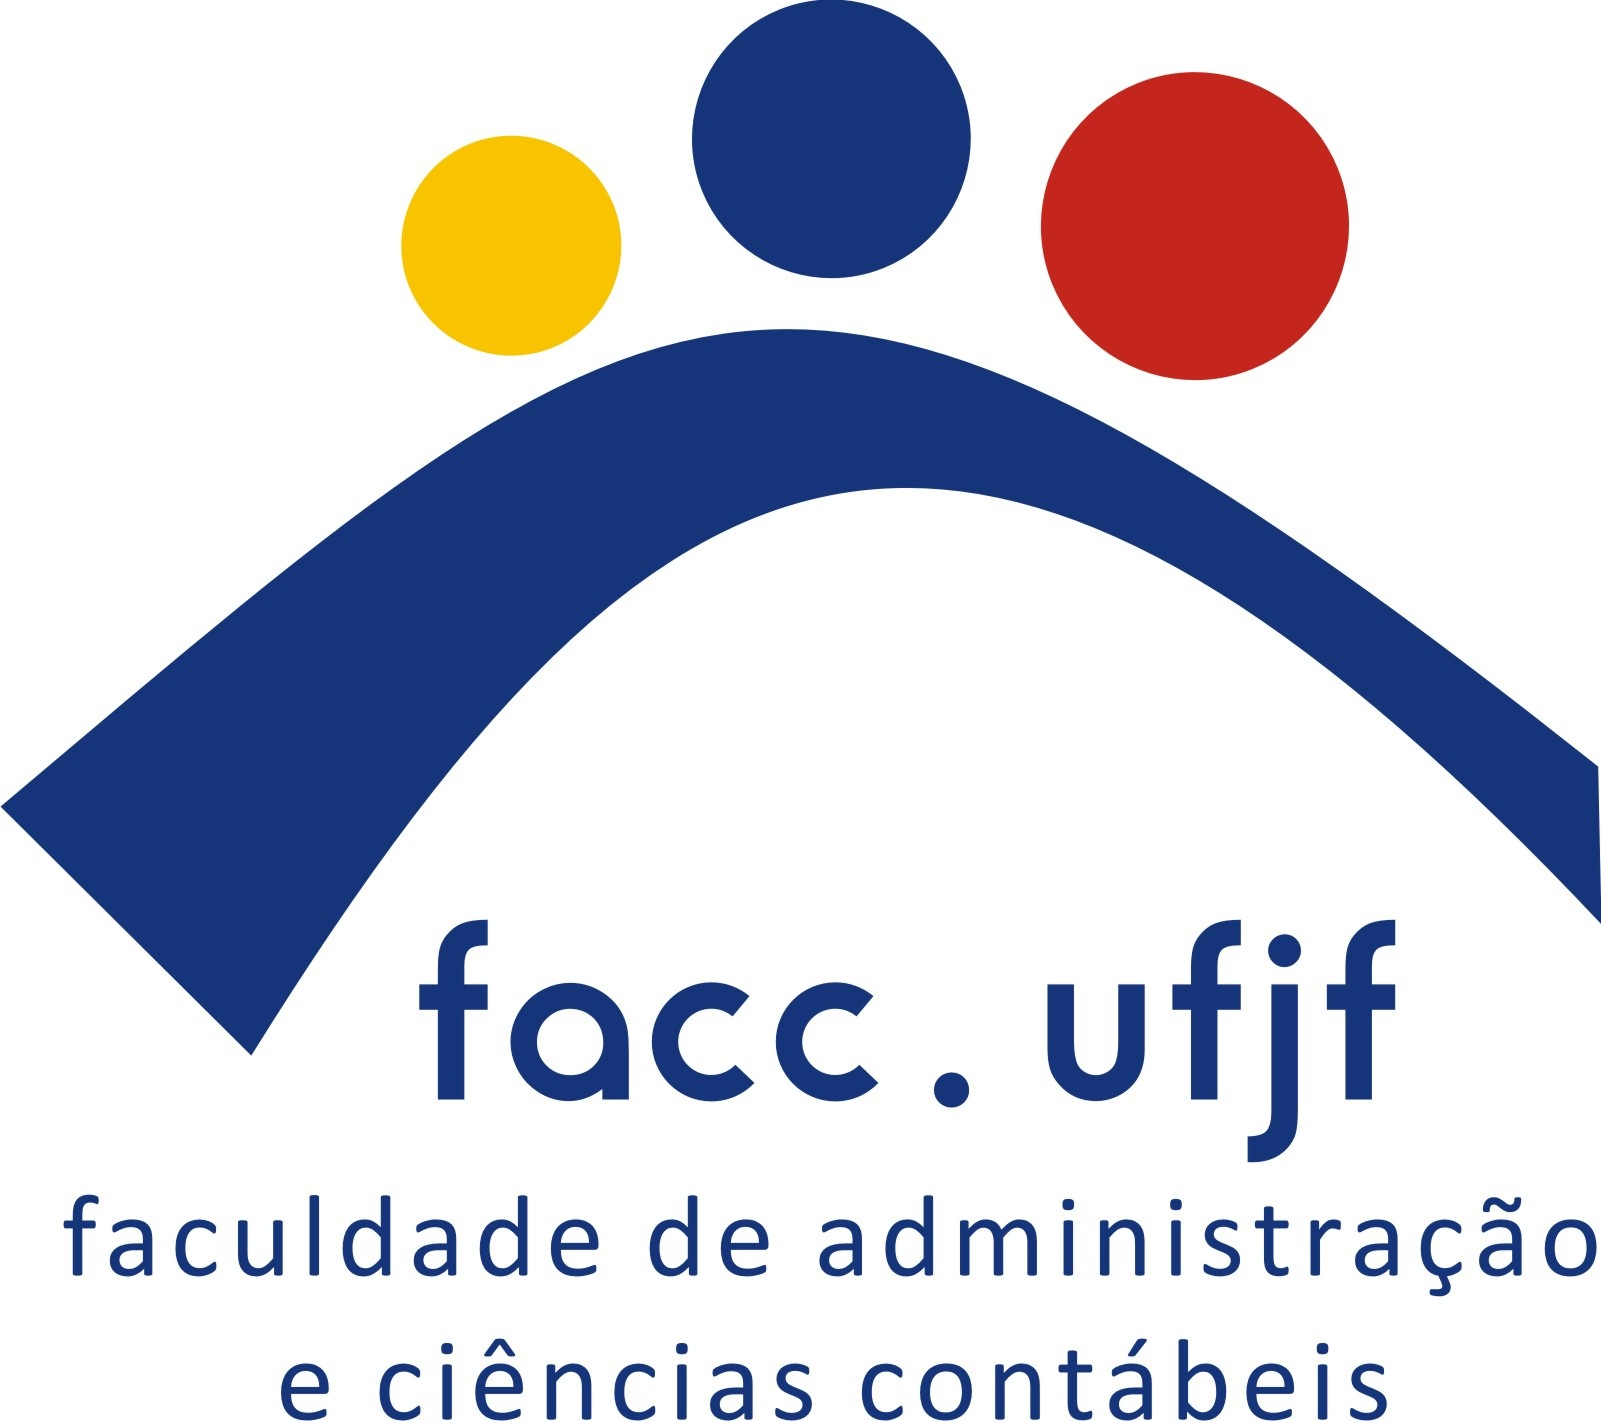 facc.ufjf
faculdade de administração
e ciências contábeis